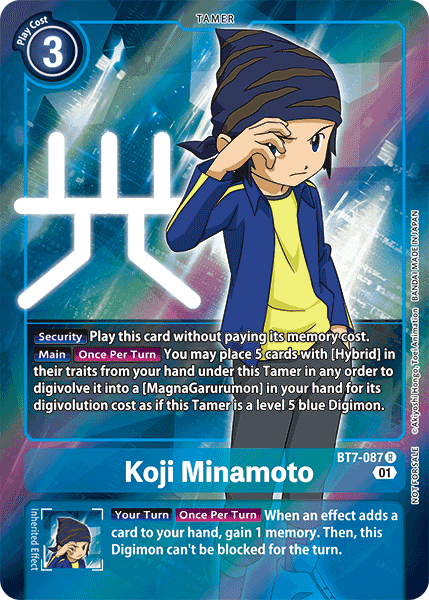 TAMER
Play Cost
3
Security Play this card without paying its memory cost.
Main Once Per Turn You may place 5 cards with [Hybrid] in
their traits from your hand under this Tamer in any order to
digivolve it into a [MagnaGarurumon] in your hand for its
digivolution cost as if this Tamer is a level 5 blue Digimon.
BT7-087 R
Koji Minamoto
01
Inherited Effect
Your Turn Once Per Turn When an effect adds a
card to your hand, gain 1 memory. Then, this
Digimon can't be blocked for the turn.
NOT FOR SALE
©Akiyoshi Hongo, Toei Animation
BANDAI MADE IN JAPAN